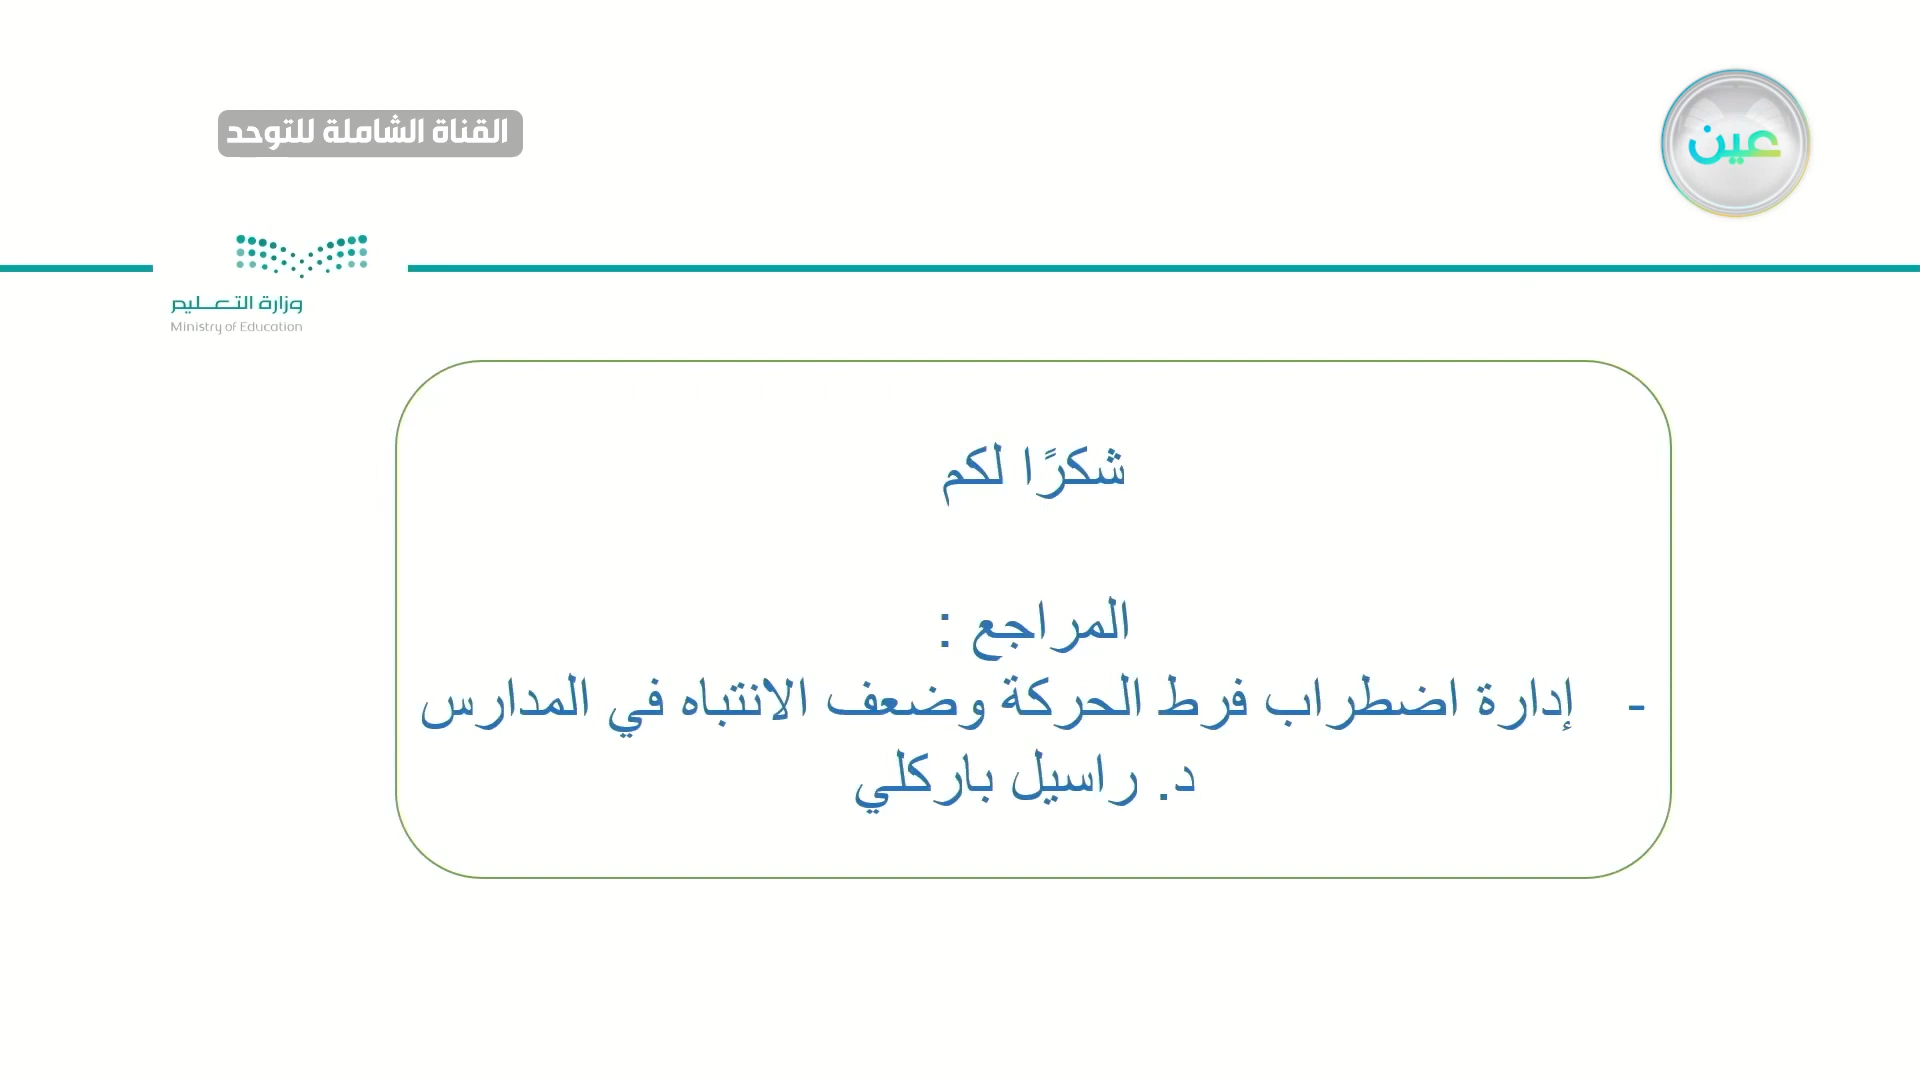 القناة الشاملة للتوحد
عين
وزارة التعليم
Ministry of Education
شكرًا لكم
المراجع :
- إدارة اضطراب فرط الحركة وضعف الانتباه في المدارس
د. راسيل باركلي